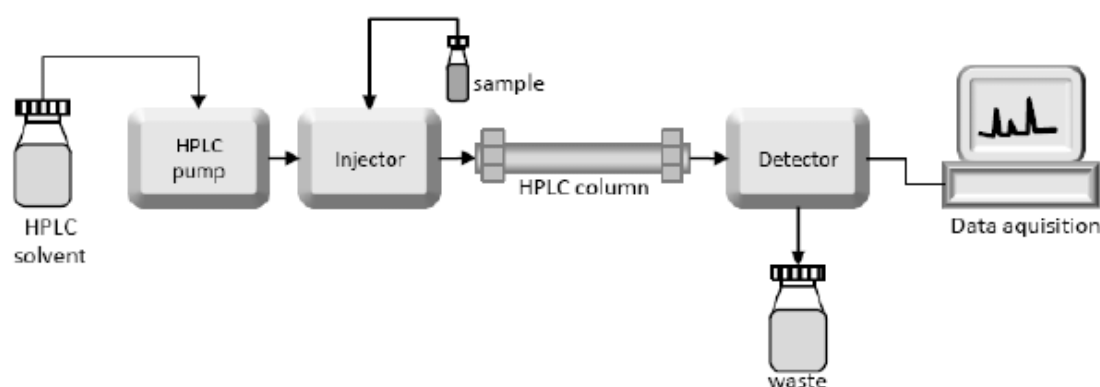 HPLC
solvent
HPLC
pump
Injector
sample
HPLC column
Detector
Data aquisition
waste